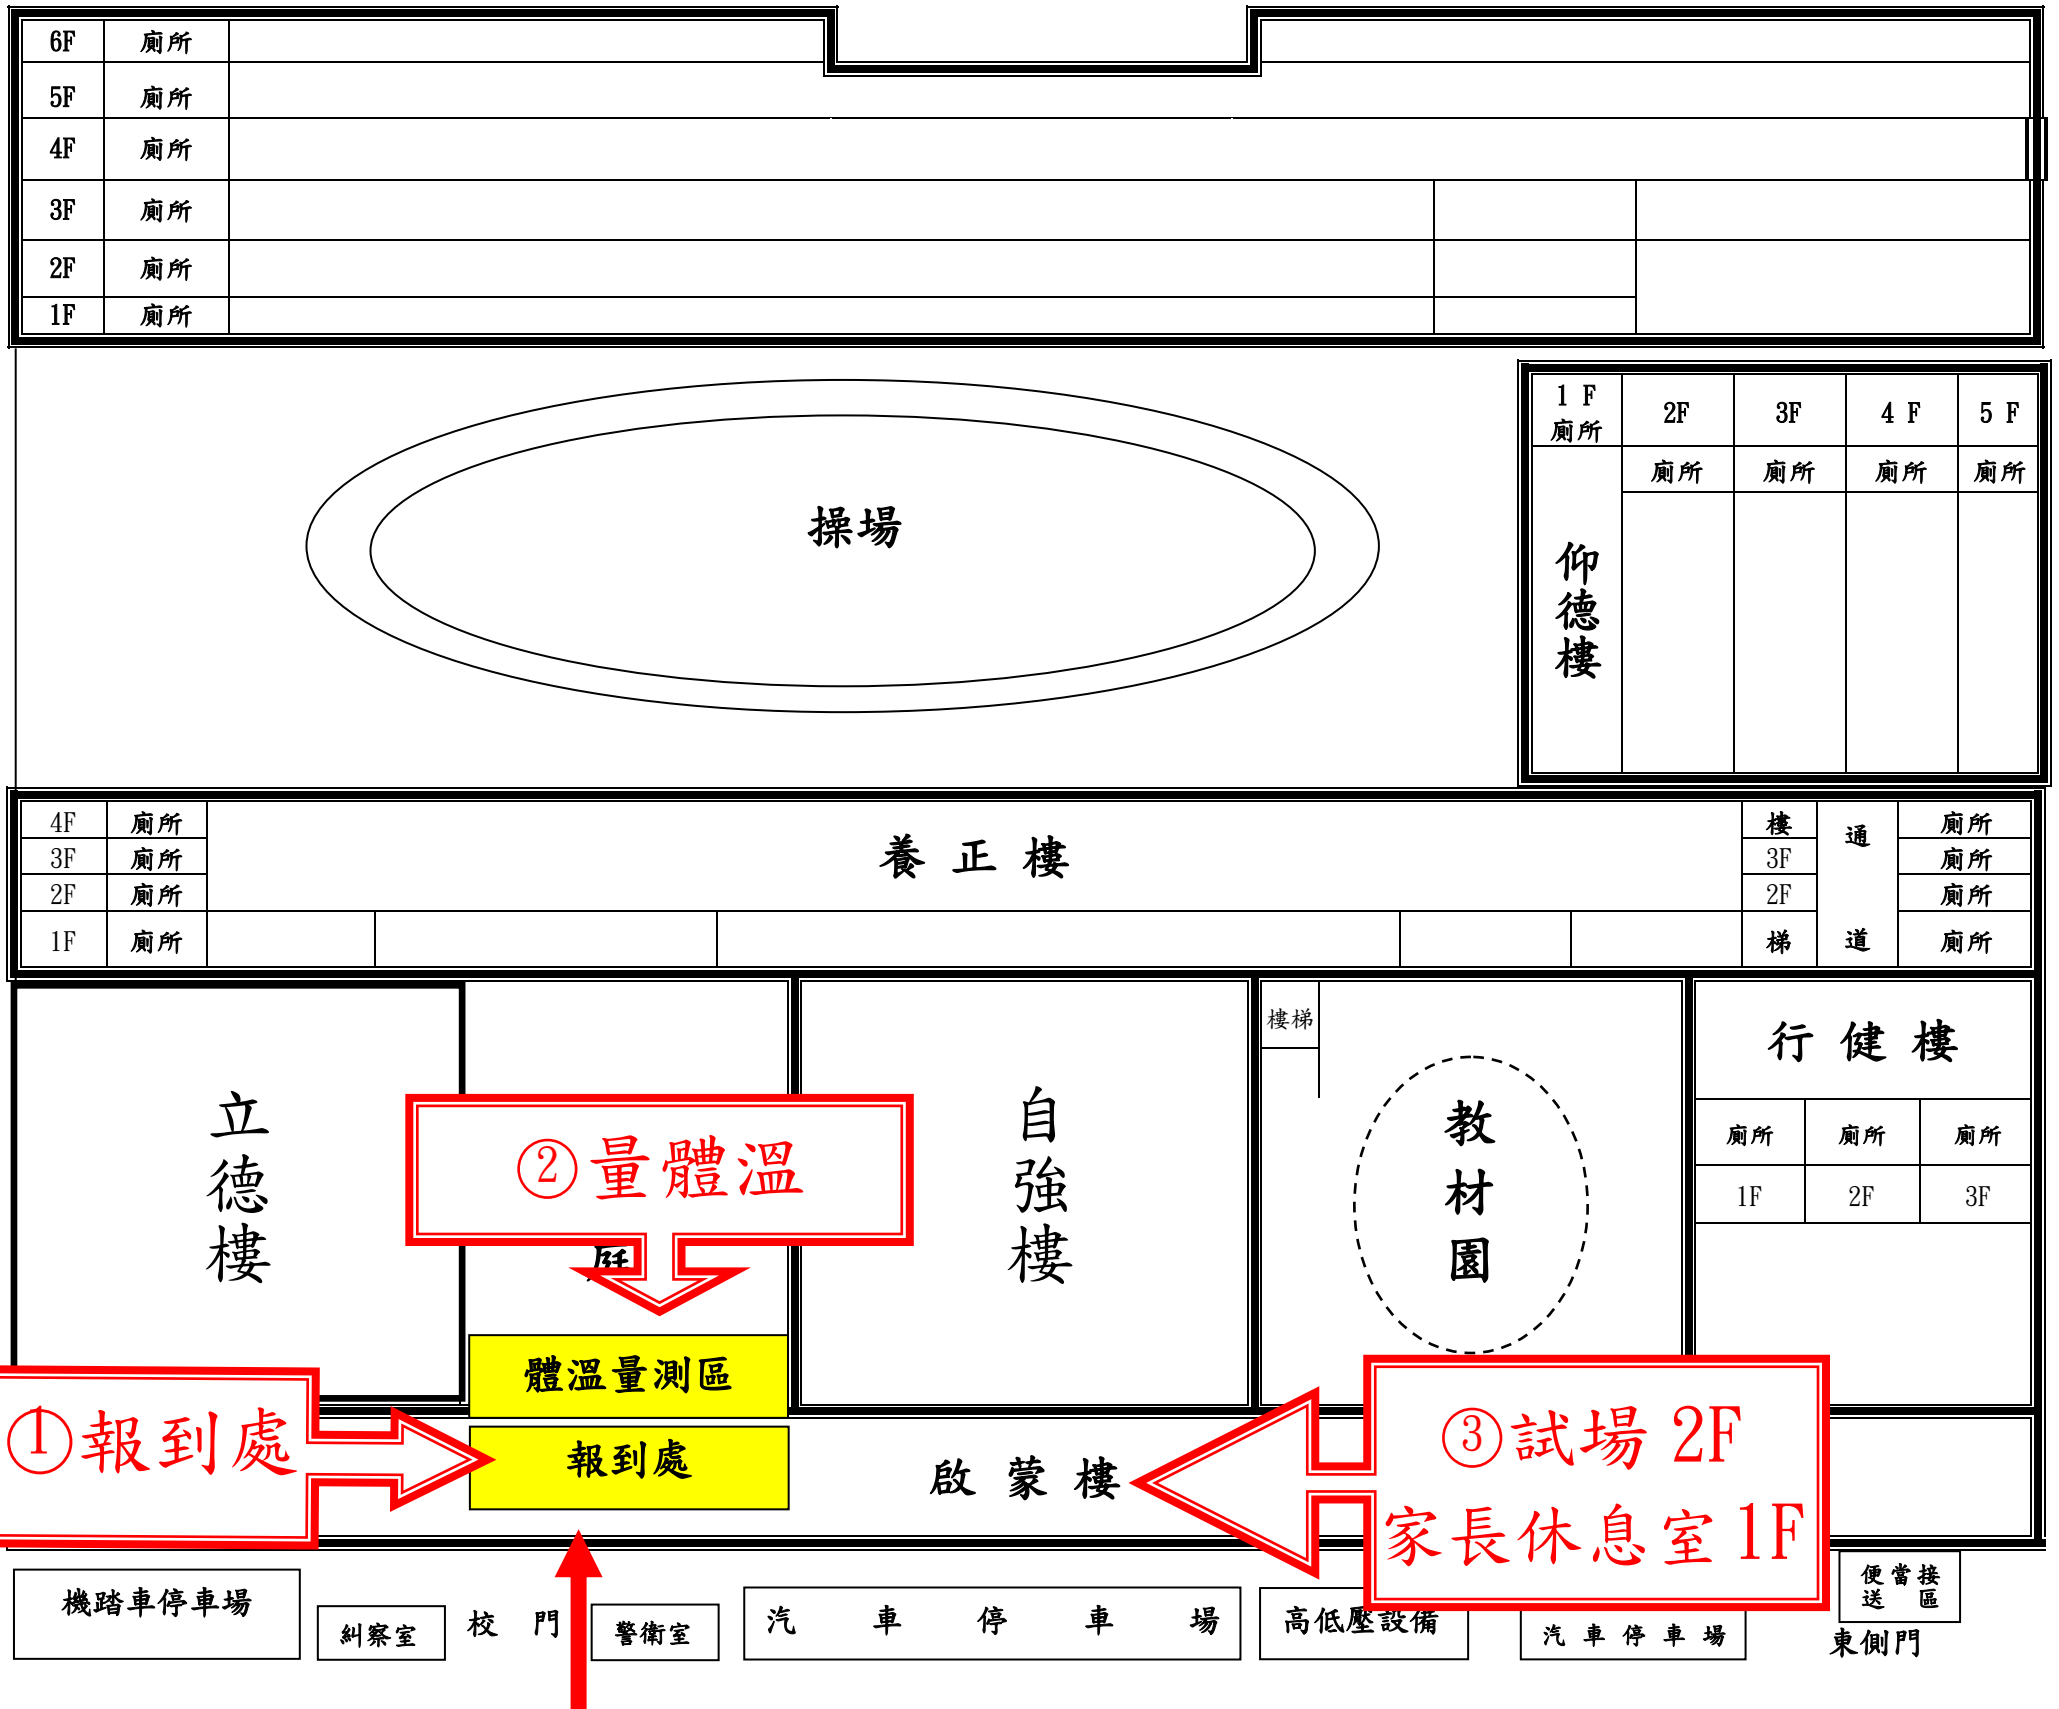 6F 廁所
5F 廁所
4F 廁所
3F 廁所
2F 廁所
1F 廁所
操場
1 F 廁所 2F 3F 4 F 5 F
廁所 廁所 廁所 廁所
仰德樓
4F 廁所
3F 廁所
2F 廁所
1F 廁所
養正樓
樓
3F
2F
梯
通
道
廁所
廁所
廁所
廁所
立德樓
庭
②量體溫
體溫量測區
自強樓
樓梯
教材園
行健樓
廁所 廁所 廁所
1F 2F 3F
①報到處
報到處
啟蒙樓
③試場 2F
家長休息室 1F
機踏車停車場
糾察室
校門
警衛室
汽車停車場
高低壓設備
汽車停車場
便當接
送區
東側門